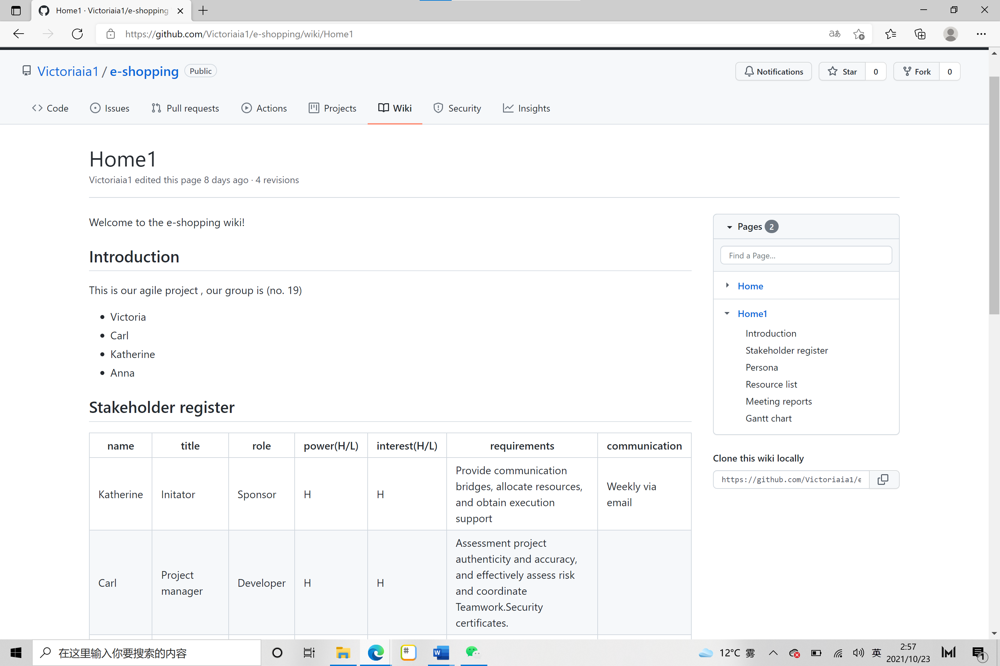 Home1 · Victoriaia1/e-shopping
https://github.com/Victoriaia1/e-shopping/wiki/Home1
Victoriaia1 / e-shopping Public
Notifications Star 0 Fork 0
Code Issues Pull requests Actions Projects Wiki Security Insights
Home1
Victoriaia1 edited this page 8 days ago · 4 revisions
Welcome to the e-shopping wiki!
Introduction
This is our agile project , our group is (no. 19)
Victoria
Carl
Katherine
Anna
Stakeholder register
name title role power(H/L) interest(H/L) requirements communication
Katherine Initator Sponsor H H
Provide communication
bridges, allocate resources,
and obtain execution
support
Weekly via
email
Carl
Project
manager
Developer H H
Assessment project
authenticity and accuracy,
and effectively assess risk
and coordinate
Teamwork.Security
certificates.
Pages 2
Find a Page...
Home
Home1
Introduction
Stakeholder register
Persona
Resource list
Meeting reports
Gantt chart
Clone this wiki locally
https://github.com/Victoriaia1/e
在这里输入你要搜索的内容
12°C 雾
英
2:57
2021/10/23
1